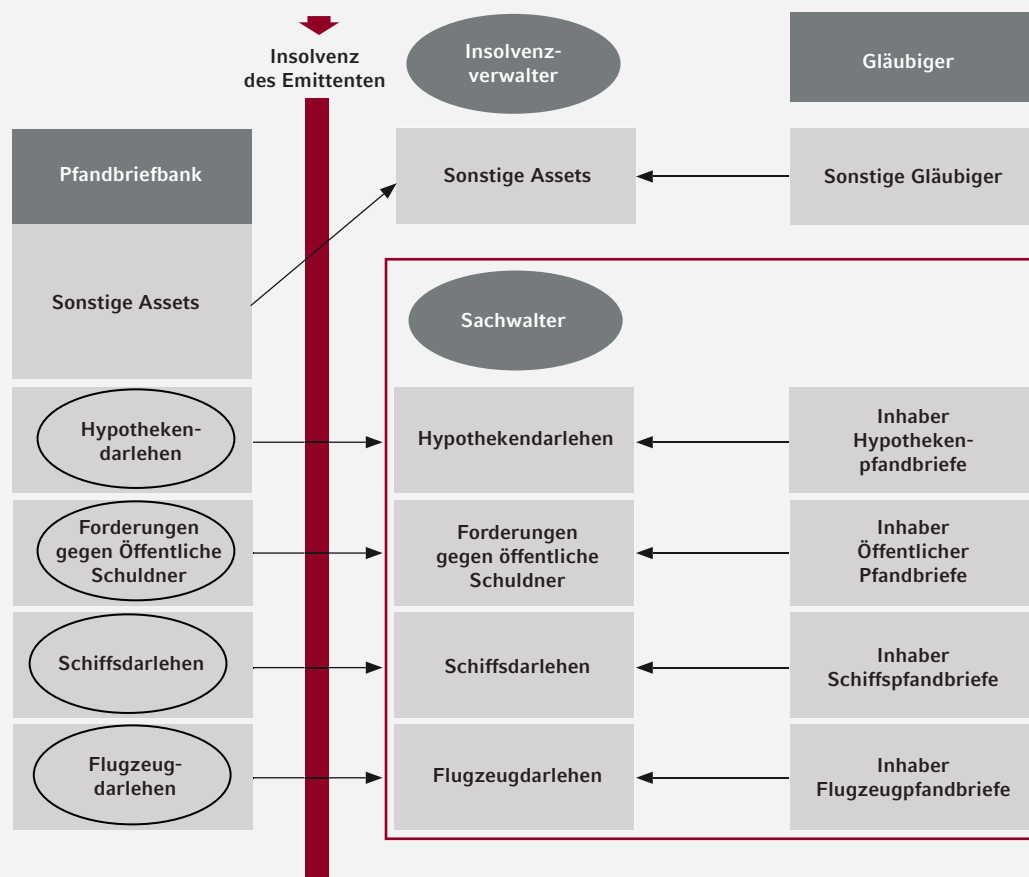 Insolvenz
des Emittenten
Insolvenz-
verwalter
Gläubiger
Pfandbriefbank
Sonstige Assets
Sonstige Gläubiger
Sonstige Assets
Sachwalter
Hypotheken-
darlehen
Hypothekendarlehen
Inhaber
Hypotheken-
pfandbriefe
Forderungen
gegen Öffentliche
Schuldner
Forderungen
gegen öffentliche
Schuldner
Inhaber
Öffentlicher
Pfandbriefe
Schiffsdarlehen
Schiffsdarlehen
Inhaber
Schiffspfandbriefe
Flugzeug-
darlehen
Flugzeugdarlehen
Inhaber
Flugzeugpfandbriefe